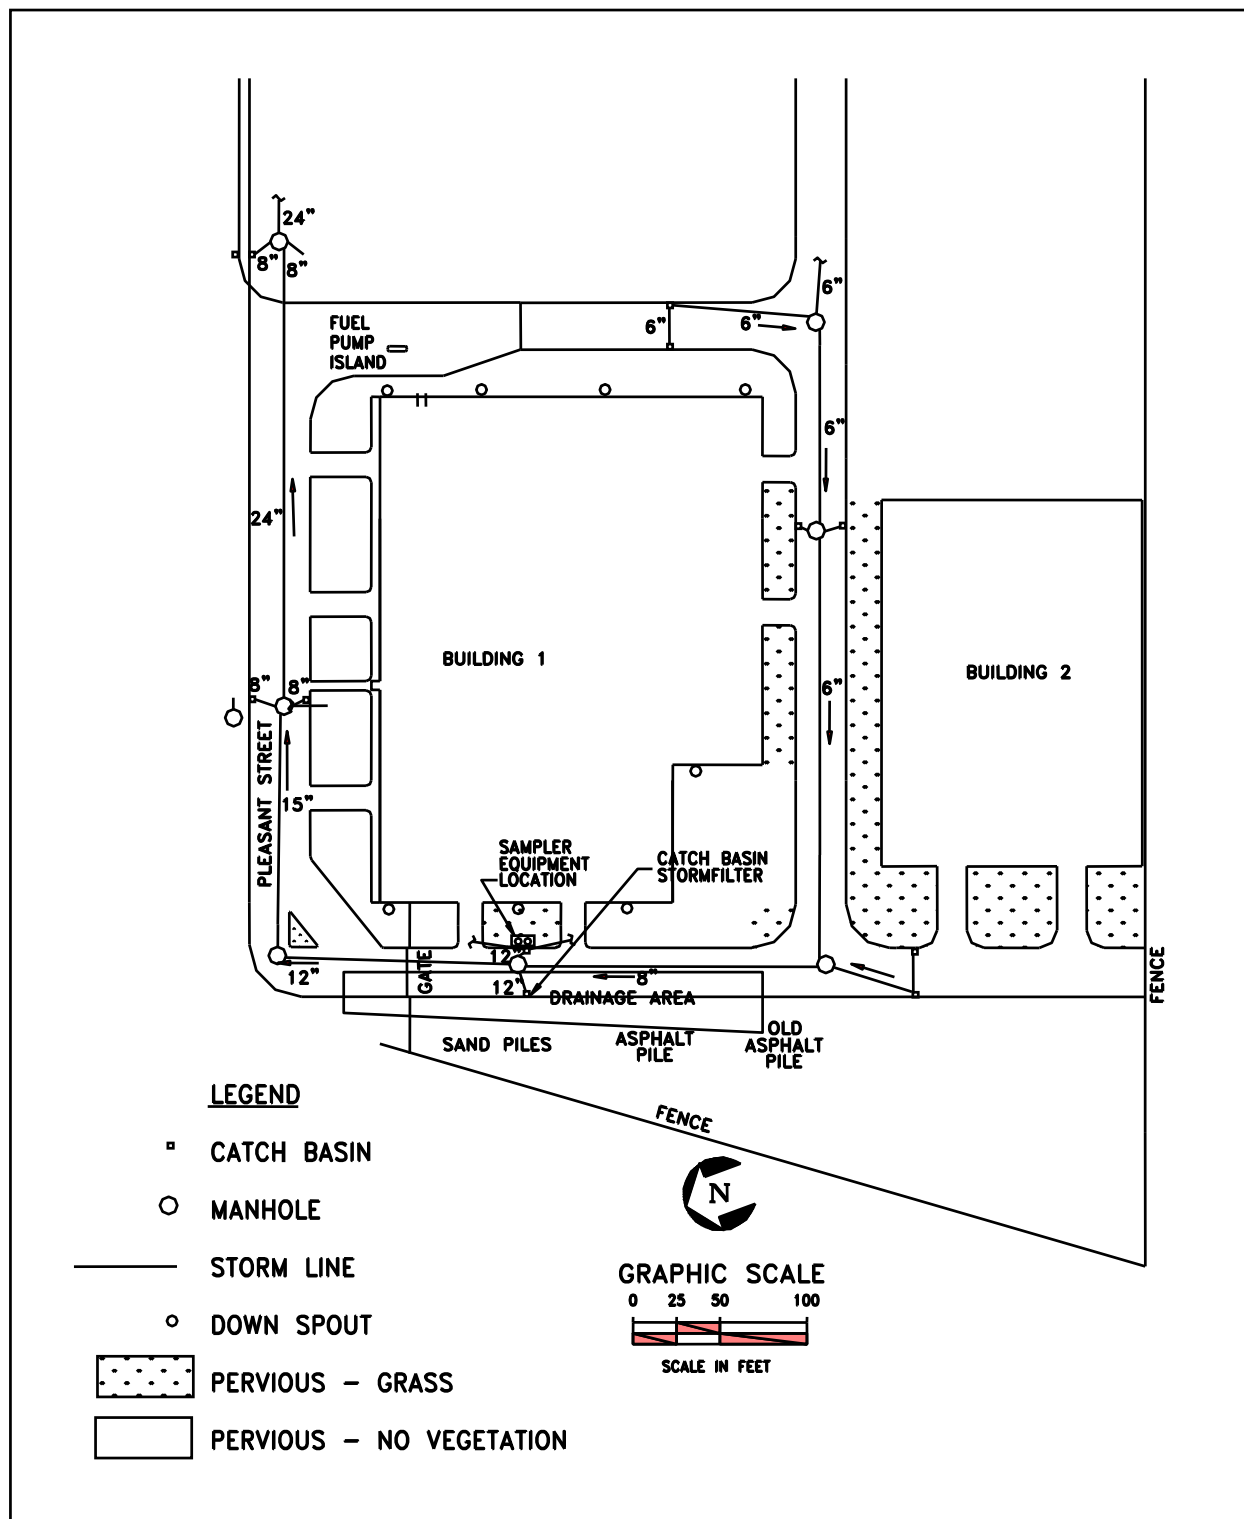 24”
8”
8”
6”
FUEL
PUMP
ISLAND
6”
6”
6”
24”
BUILDING 1
BUILDING 2
8”
8”
6”
PLEASANT STREET
15”
SAMPLER
EQUIPMENT
LOCATION
CATCH BASIN
STORMFILTER
12”
12”
GATE
12”
8”
DRAINAGE AREA
FENCE
SAND PILES
ASPHALT
PILE
OLD
ASPHALT
PILE
FENCE
LEGEND
CATCH BASIN
MANHOLE
STORM LINE
DOWN SPOUT
PERVIOUS – GRASS
PERVIOUS – NO VEGETATION
N
GRAPHIC SCALE
0 25 50 100
SCALE IN FEET